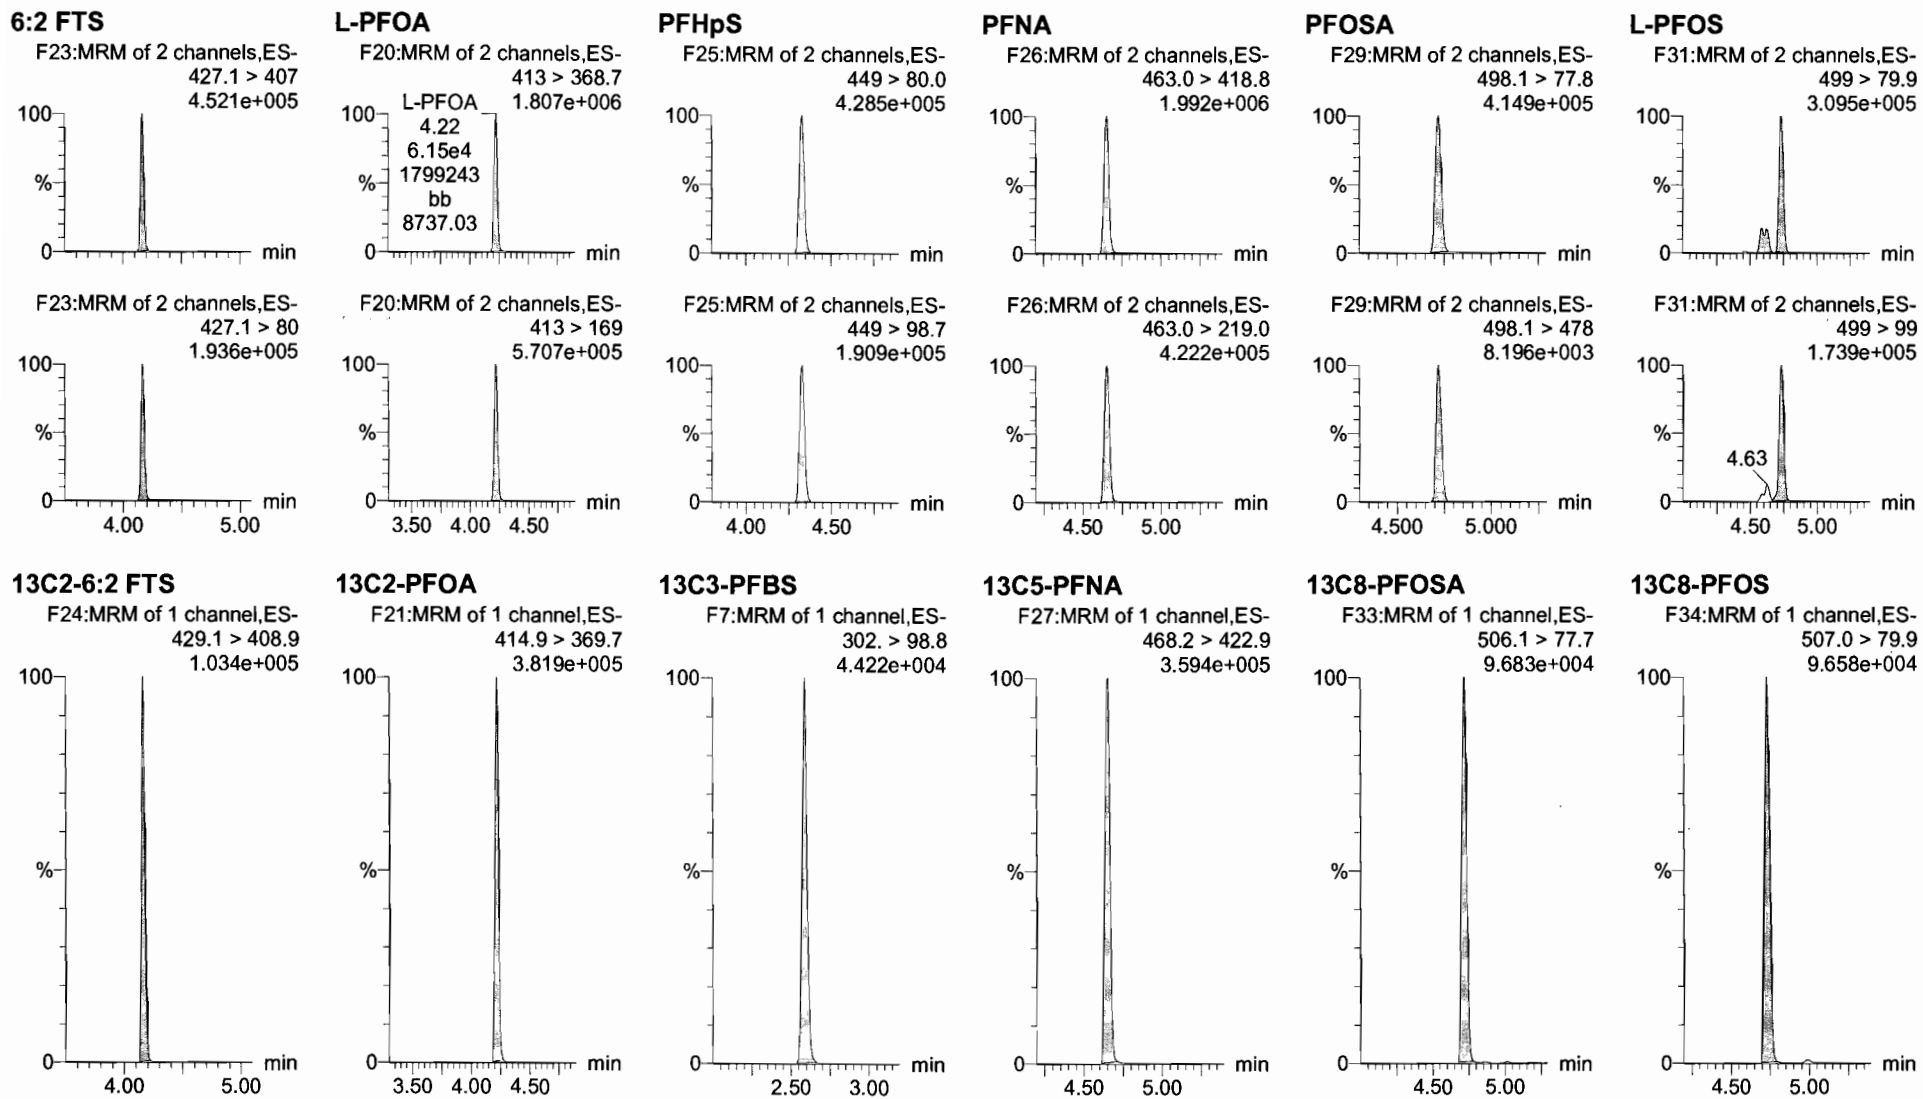 6:2 FTS
F23:MRM of 2 channels,ES-
427.1 > 407
4.521e+005
100
%
0
min
L-PFOA
F20:MRM of 2 channels,ES-
413 > 368.7
1.807e+006
L-PFOA
4.22
6.15e4
1799243
bb
8737.03
100
%
0
min
PFHpS
F25:MRM of 2 channels,ES-
449 > 80.0
4.285e+005
100
%
0
min
PFNA
F26:MRM of 2 channels,ES-
463.0 > 418.8
1.992e+006
100
%
0
min
PFOSA
F29:MRM of 2 channels,ES-
498.1 > 77.8
4.149e+005
100
%
0
min
L-PFOS
F31:MRM of 2 channels,ES-
499 > 79.9
3.095e+005
100
%
0
min
F23:MRM of 2 channels,ES-
427.1 > 80
1.936e+005
100
%
0
min
4.00 5.00
F20:MRM of 2 channels,ES-
413 > 169
5.707e+005
100
%
0
min
3.50 4.00 4.50
F25:MRM of 2 channels,ES-
449 > 98.7
1.909e+005
100
%
0
min
4.00 4.50
F26:MRM of 2 channels,ES-
463.0 > 219.0
4.222e+005
100
%
0
min
4.50 5.00
F29:MRM of 2 channels,ES-
498.1 > 478
8.196e+003
100
%
0
min
4.500 5.000
F31:MRM of 2 channels,ES-
499 > 99
1.739e+005
100
%
4.63
0
min
4.50 5.00
13C2-6:2 FTS
F24:MRM of 1 channel,ES-
429.1 > 408.9
1.034e+005
100
%
0
min
4.00 5.00
13C2-PFOA
F21:MRM of 1 channel,ES-
414.9 > 369.7
3.819e+005
100
%
0
min
3.50 4.00 4.50
13C3-PFBS
F7:MRM of 1 channel,ES-
302. > 98.8
4.422e+004
100
%
0
min
2.50 3.00
13C5-PFNA
F27:MRM of 1 channel,ES-
468.2 > 422.9
3.594e+005
100
%
0
min
4.50 5.00
13C8-PFOSA
F33:MRM of 1 channel,ES-
506.1 > 77.7
9.683e+004
100
%
0
min
4.50 5.00
13C8-PFOS
F34:MRM of 1 channel,ES-
507.0 > 79.9
9.658e+004
100
%
0
min
4.50 5.00